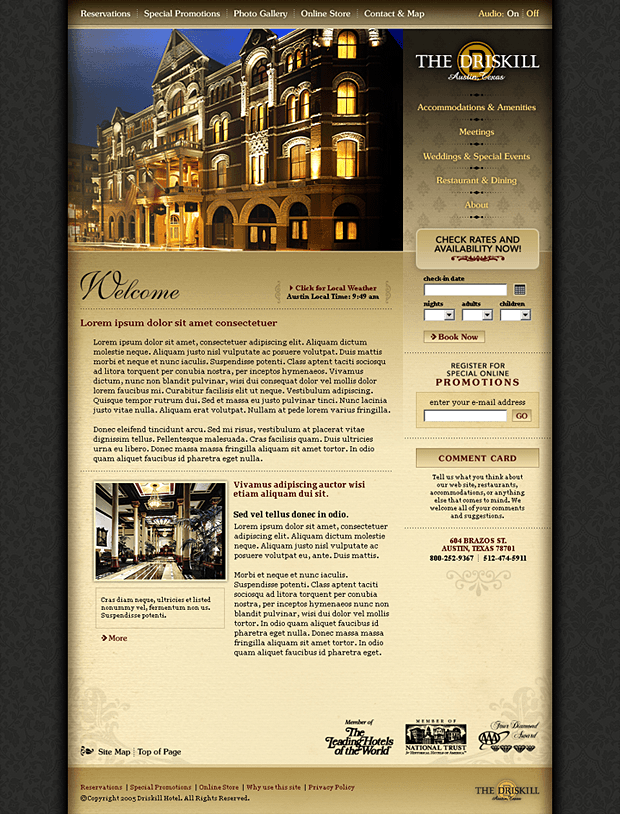 Reservations Special Promotions Photo Gallery Online Store Contact & Map Audio: On Off
THE DRISKILL
Austin, Texas
Accommodations & Amenities
Meetings
Weddings & Special Events
Restaurant & Dining
About
CHECK RATES AND
AVAILABILITY NOW!
check-in date
nights adults children
Book Now
REGISTER FOR
SPECIAL ONLINE
PROMOTIONS
enter your e-mail address
GO
COMMENT CARD
Tell us what you think about
our web site, restaurants,
accommodations, or anything
else that comes to mind. We
welcome all of your comments
and suggestions.
604 BRAZOS ST.
AUSTIN, TEXAS 78701
800-252-9367 | 512-474-5911
Welcome
Click for Local Weather
Austin Local Time: 9:49 am
Lorem ipsum dolor sit amet consectetuer
Lorem ipsum dolor sit amet, consectetuer adipiscing elit. Aliquam dictum
molestie neque. Aliquam justo nisl vulputate ac posuere volutpat. Duis mattis
morbi et neque et nunc iaculis. Suspendisse potenti. Class aptent taciti sociosqu
ad litora torquent per conubia nostra, per inceptos hymenaeos. Vivamus
dictum, nunc non blandit pulvinar, wisi dui consequat dolor vel mollis dolor
lorem faucibus mi. Curabitur facilisis elit ut neque. Vestibulum adipiscing.
Quisque tempor rutrum dui. Sed et massa eu justo pulvinar tinci. Nunc lacinia
justo vitae nulla. Aliquam erat volutpat. Nullam at pede lorem varius fringilla.
Donec eleifend tincidunt arcu. Sed mi risus, vestibulum at placerat vitae
dignissim tellus. Pellentesque malesuada. Cras facilisis quam. Duis ultricies
urna eu libero. Donec massa massa fringilla aliquam sit amet tortor. In odio
quam aliquet faucibus id pharetra eget nulla.
Vivamus adipiscing auctor wisi
etiam aliquam dui sit.
Sed vel tellus donec in odio.
Lorem ipsum dolor sit amet, consectetuer
adipiscing elit. Aliquam dictum molestie
neque. Aliquam justo nisl vulputate ac
posuere volutpat eu, ante. Duis mattis.
Morbi et neque et nunc iaculis.
Suspendisse potenti. Class aptent taciti
sociosqu ad litora torquent per conubia
nostra, per inceptos hymenaeos nunc non
blandit pulvinar, wisi dui dolor vel mollis
tortor. In odio quam aliquet faucibus id
pharetra eget nulla. Donec massa massa
fringilla aliquam sit amet tortor. In odio
quam aliquet faucibus id pharetra eget.
Cras diam neque, ultricies et listed
nonummy vel, fermentum non us.
Suspendisse potenti.
More
Site Map | Top of Page
Member of
The
Leading Hotels
of the World
MEMBER OF
NATIONAL TRUST
HISTORIC HOTELS OF AMERICA
AAA
Four Diamond
Award
Reservations | Special Promotions | Online Store | Why use this site | Privacy Policy
©Copyright 2005 Driskill Hotel. All Rights Reserved.
THE DRISKILL
Austin, Texas